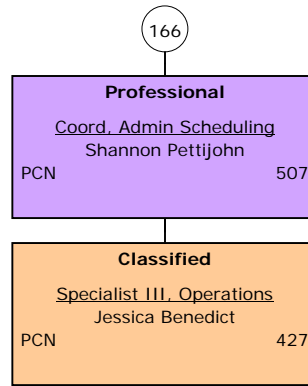 166
Professional
Coord, Admin Scheduling
Shannon Pettijohn
PCN 507
Classified
Specialist III, Operations
Jessica Benedict
PCN 427